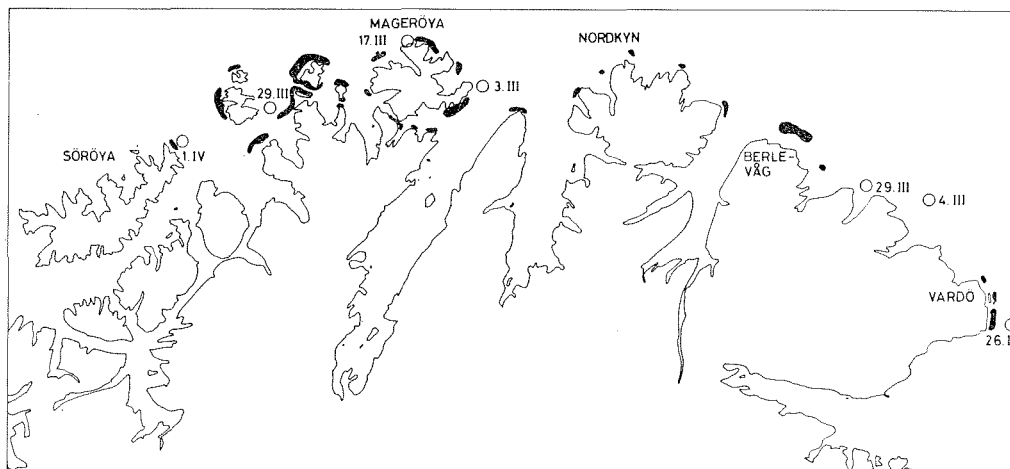 MAGERÖYA
17.III
NORDKYN
3.III
29.III
1.IV
SÖRÖYA
BERLE-
VÅG
29.III
4.III
VARDÖ